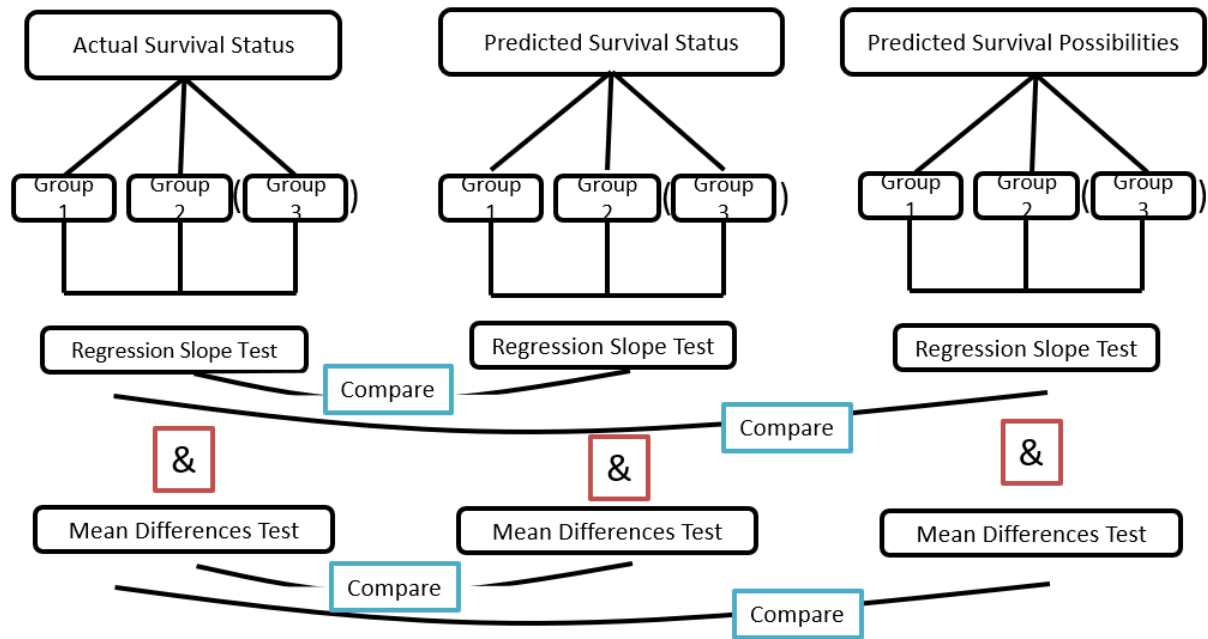 Actual Survival Status
Predicted Survival Status
Predicted Survival Possibilities
Group
1
Group
2
(
Group
3
)
Group
1
Group
2
(
Group
3
)
Group
1
Group
2
(
Group
3
)
Regression Slope Test
Regression Slope Test
Regression Slope Test
Compare
Compare
&
&
&
Mean Differences Test
Mean Differences Test
Mean Differences Test
Compare
Compare